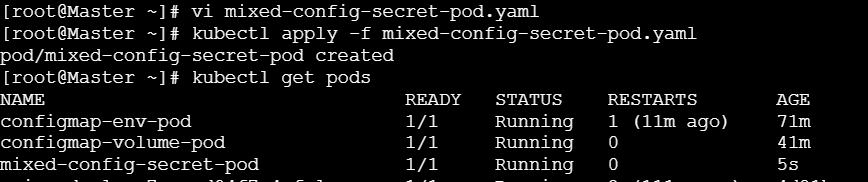 [root@Master ~]# vi mixed-config-secret-pod.yaml
[root@Master ~]# kubectl apply -f mixed-config-secret-pod.yaml
pod/mixed-config-secret-pod created
[root@Master ~]# kubectl get pods
NAME READY STATUS RESTARTS AGE
configmap-env-pod 1/1 Running 1 (11m ago) 71m
configmap-volume-pod 1/1 Running 0 41m
mixed-config-secret-pod 1/1 Running 0 5s